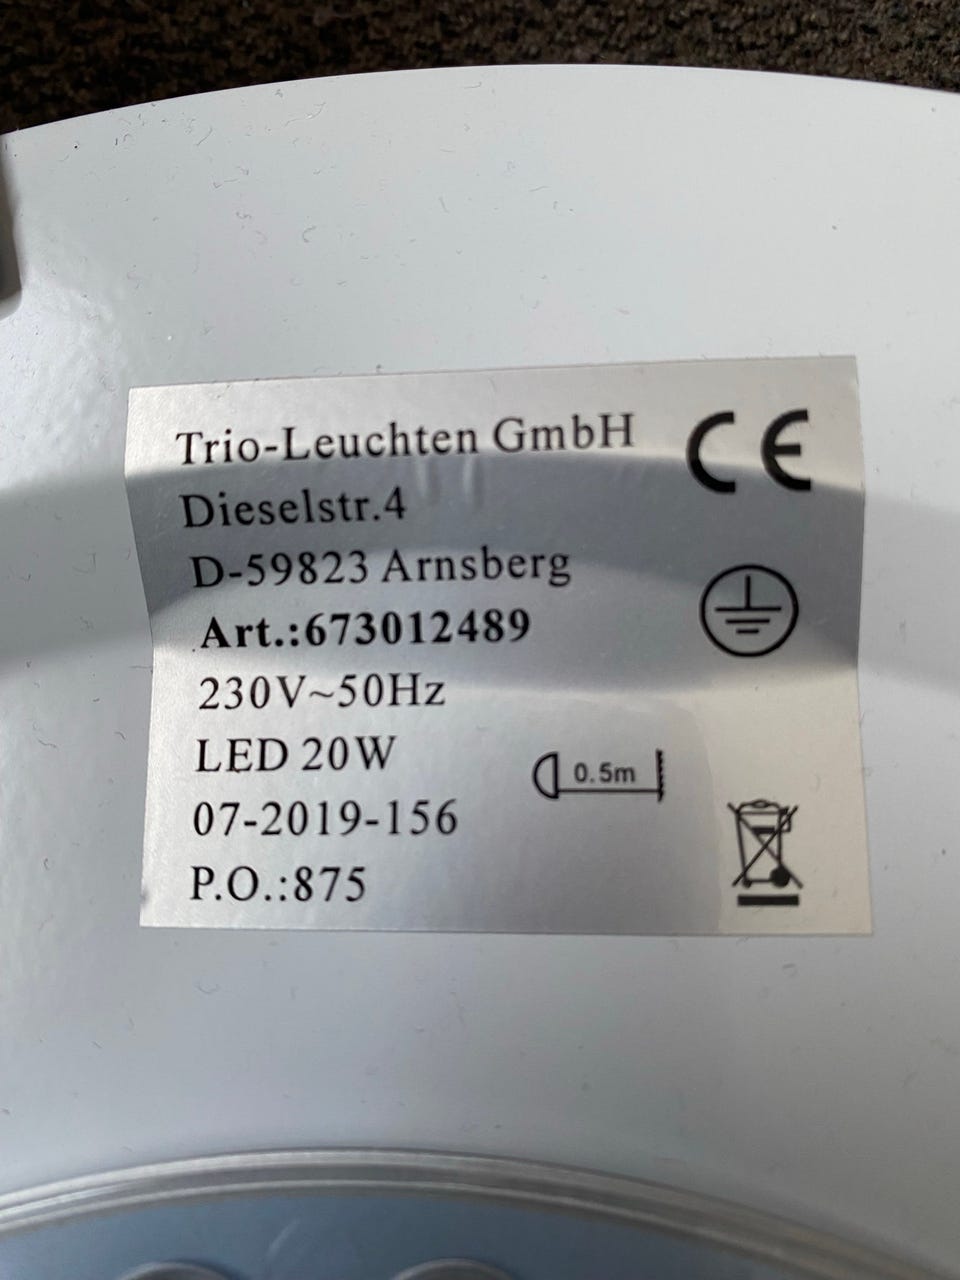 Trio-Leuchten GmbH
CE
Dieselstr.4
D-59823 Arnsberg
Art.:673012489
230V~50Hz
LED 20W
0.5m
07-2019-156
P.O.:875